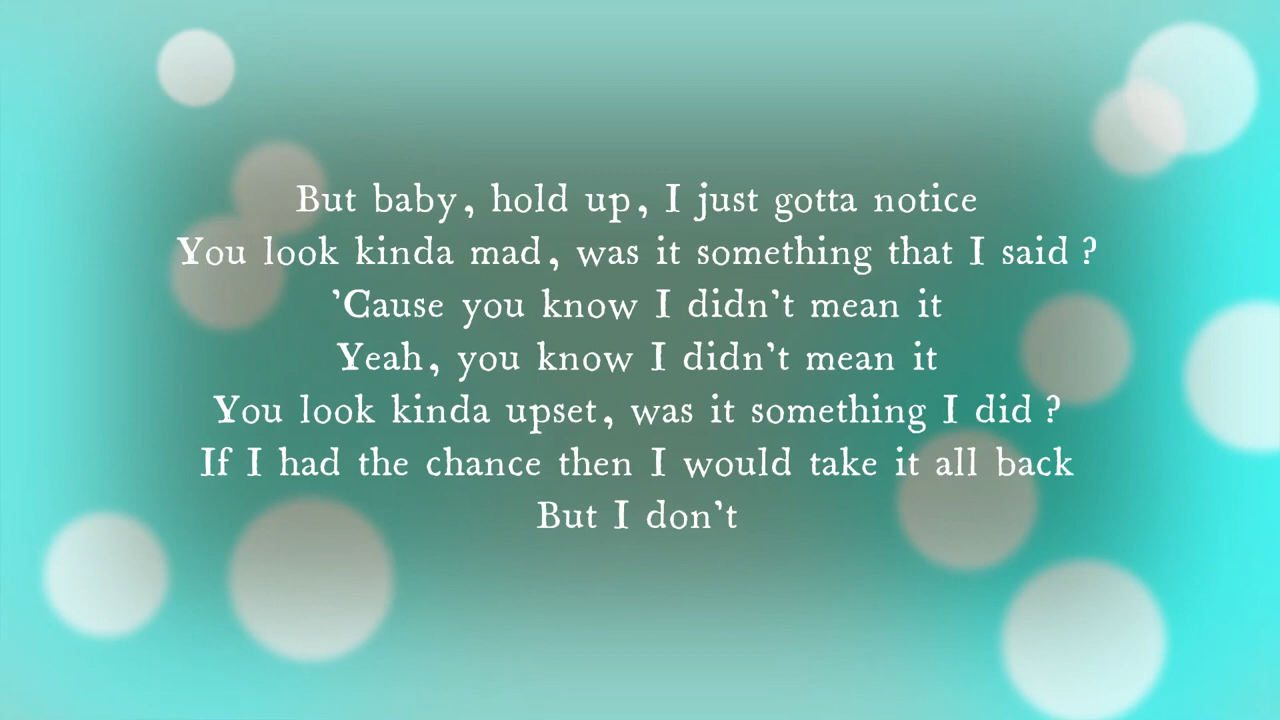 But baby, hold up, I just gotta notice
You look kinda mad, was it something that I said?
’Cause you know I didn’t mean it
Yeah, you know I didn’t mean it
You look kinda upset, was it something I did?
If I had the chance then I would take it all back
But I don’t